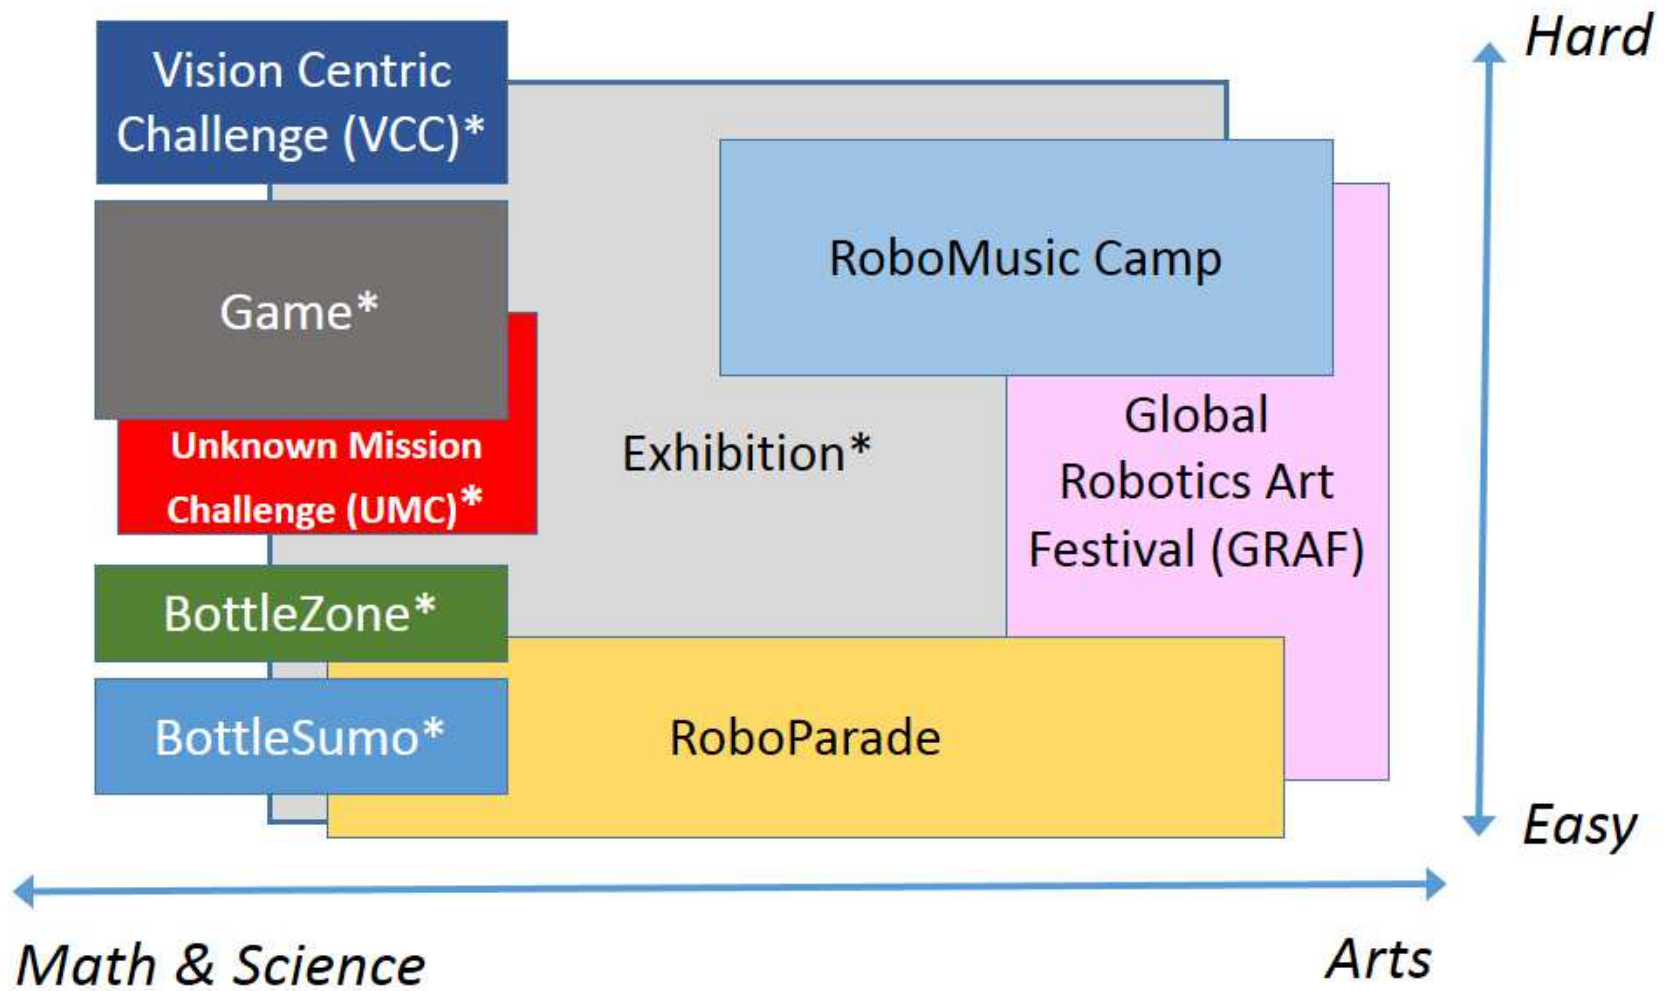 Vision Centric
Challenge (VCC)*
Hard
RoboMusic Camp
Game*
Unknown Mission
Challenge (UMC)*
Exhibition*
Global
Robotics Art
Festival (GRAF)
BottleZone*
BottleSumo*
RoboParade
Easy
Math & Science
Arts